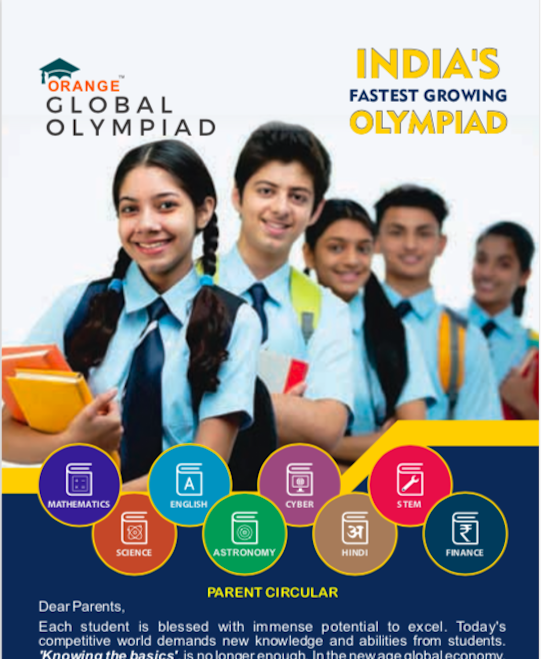 ORANGE™
GLOBAL
OLYMPIAD
INDIA'S
FASTEST GROWING
OLYMPIAD
MATHEMATICS
A
ENGLISH
CYBER
STEM
SCIENCE
ASTRONOMY
अ
HINDI
₹
FINANCE
PARENT CIRCULAR
Dear Parents,
Each student is blessed with immense potential to excel. Today's
competitive world demands new knowledge and abilities from students.
'Knowing the basics' is no longer enough. In the new age global economy,